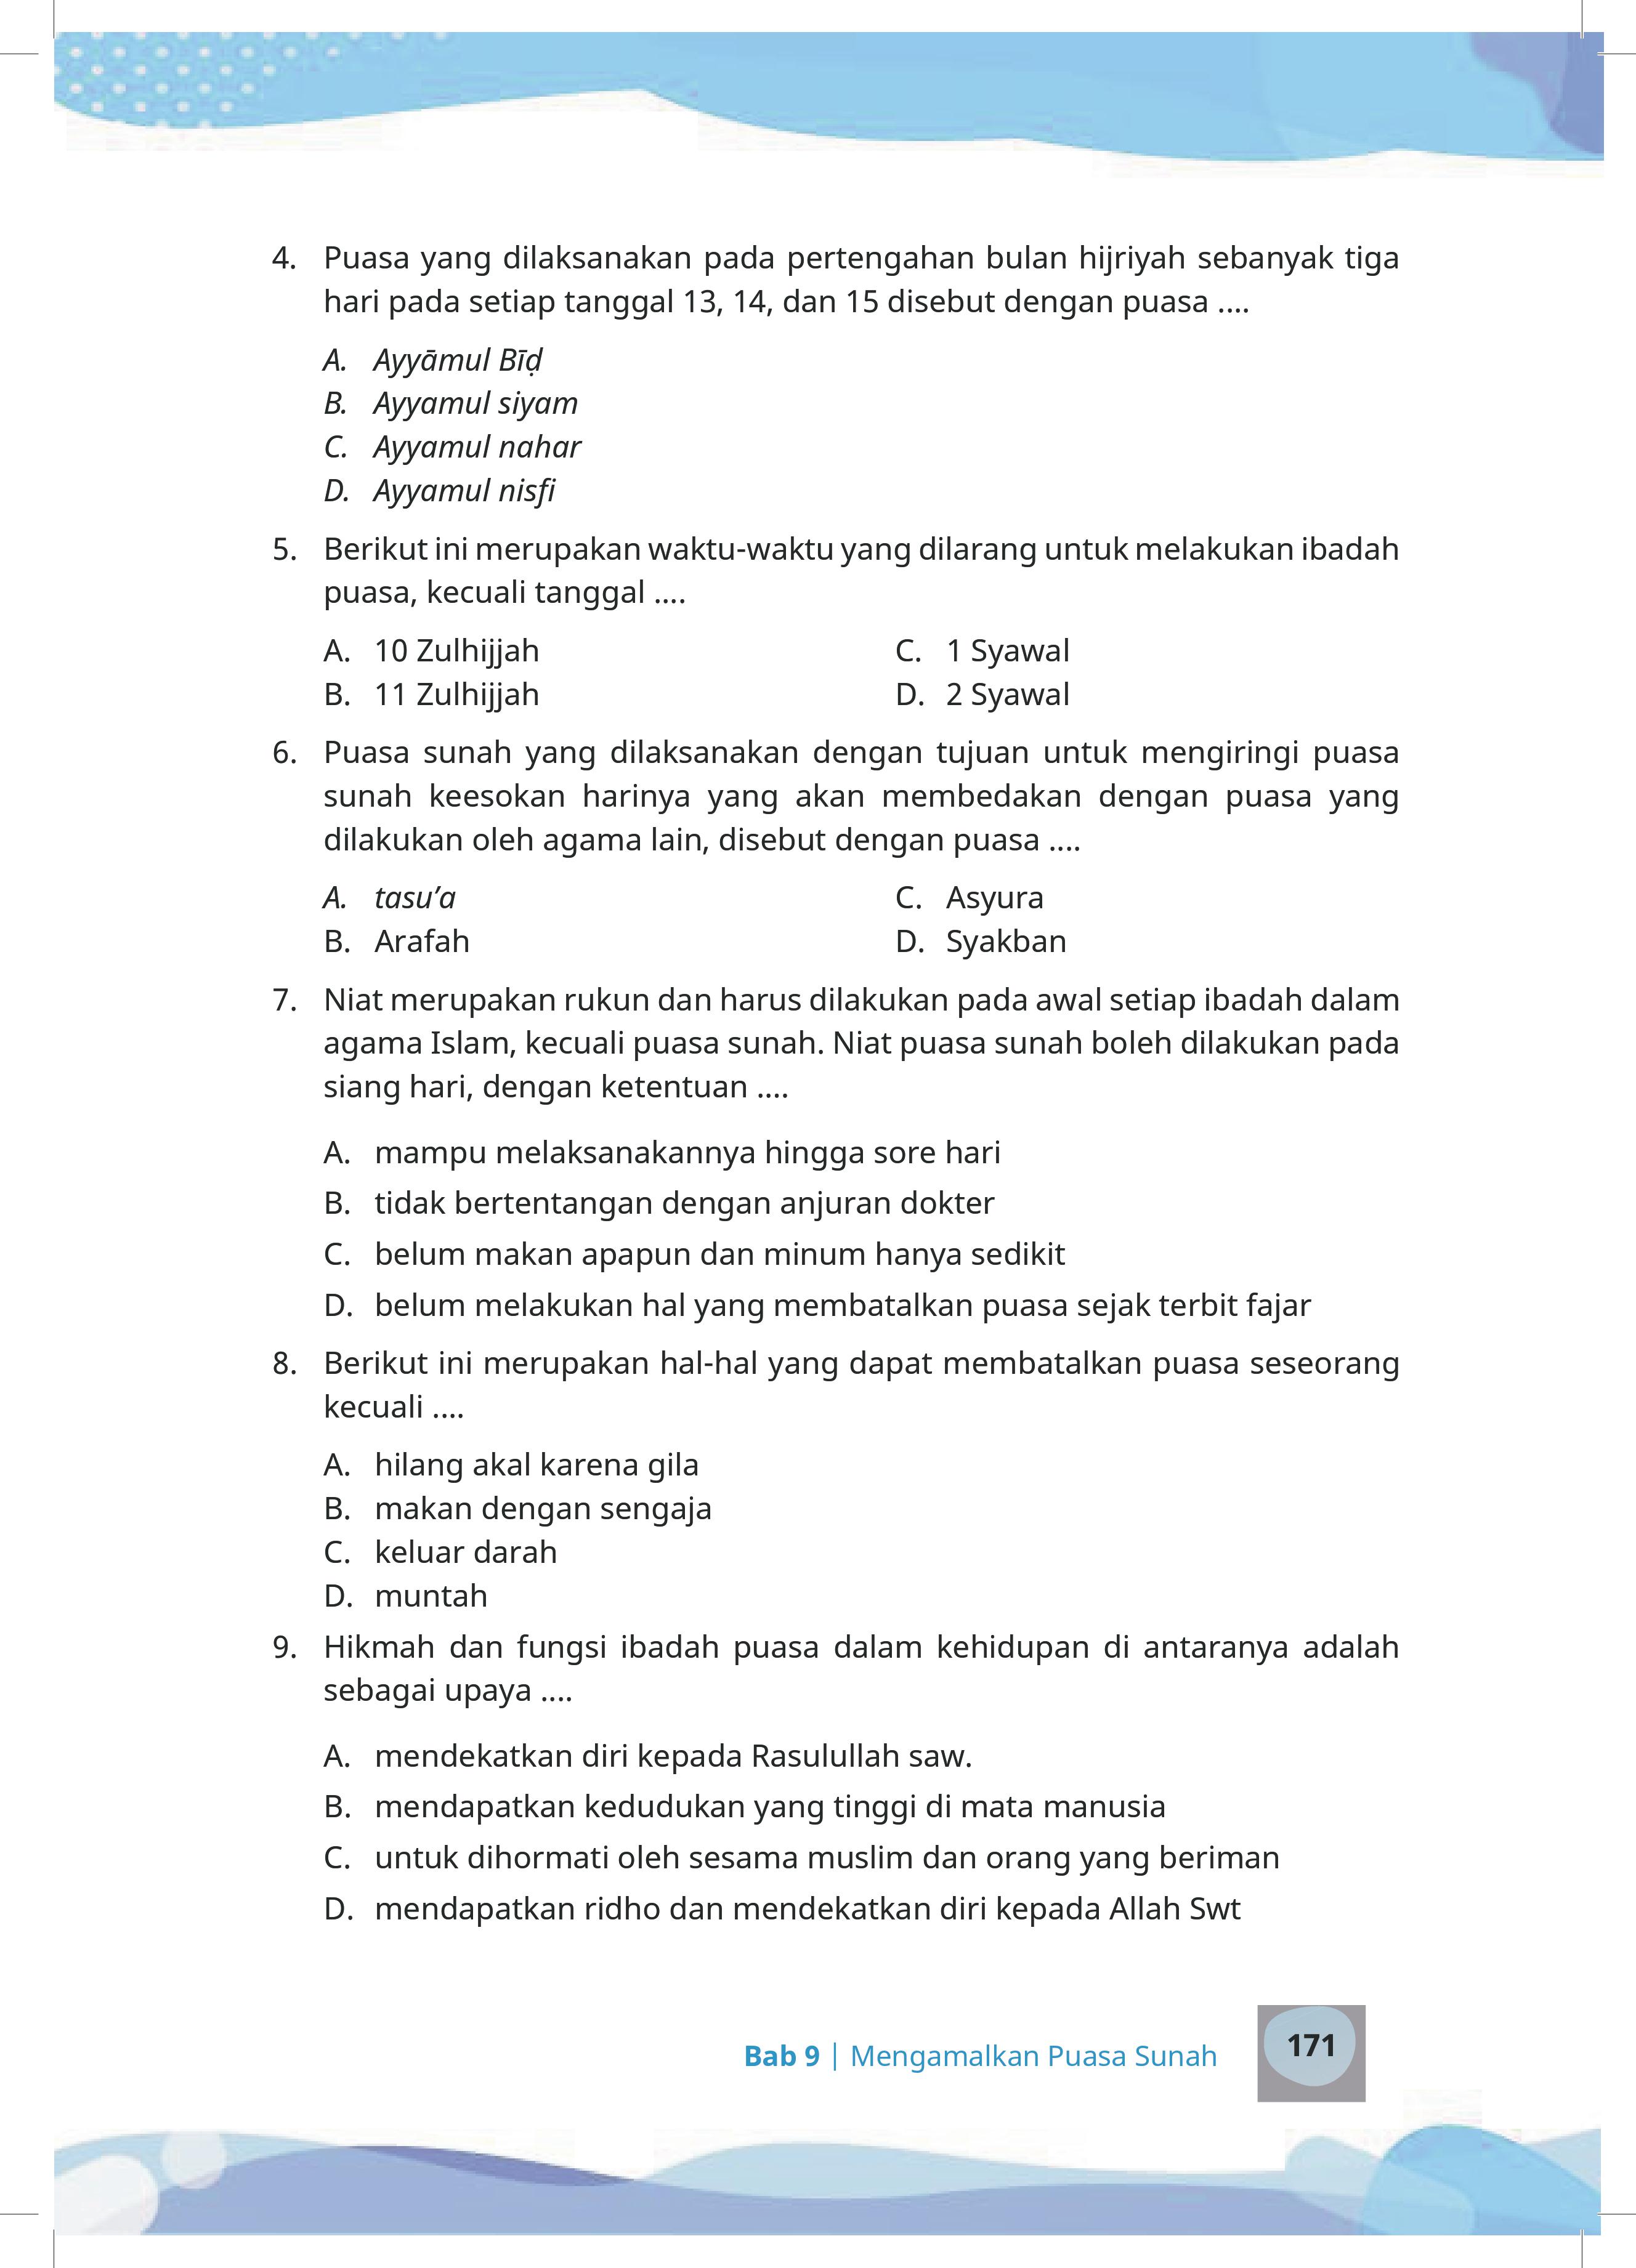 4. Puasa yang dilaksanakan pada pertengahan bulan hijriyah sebanyak tiga
hari pada setiap tanggal 13, 14, dan 15 disebut dengan puasa ....
A. Ayyāmul Bīḍ
B. Ayyamul siyam
C. Ayyamul nahar
D. Ayyamul nisfi
5. Berikut ini merupakan waktu-waktu yang dilarang untuk melakukan ibadah
puasa, kecuali tanggal ....
A. 10 Zulhijjah
B. 11 Zulhijjah
C. 1 Syawal
D. 2 Syawal
6. Puasa sunah yang dilaksanakan dengan tujuan untuk mengiringi puasa
sunah keesokan harinya yang akan membedakan dengan puasa yang
dilakukan oleh agama lain, disebut dengan puasa ....
A. tasu’a
B. Arafah
C. Asyura
D. Syakban
7. Niat merupakan rukun dan harus dilakukan pada awal setiap ibadah dalam
agama Islam, kecuali puasa sunah. Niat puasa sunah boleh dilakukan pada
siang hari, dengan ketentuan ....
A. mampu melaksanakannya hingga sore hari
B. tidak bertentangan dengan anjuran dokter
C. belum makan apapun dan minum hanya sedikit
D. belum melakukan hal yang membatalkan puasa sejak terbit fajar
8. Berikut ini merupakan hal-hal yang dapat membatalkan puasa seseorang
kecuali ....
A. hilang akal karena gila
B. makan dengan sengaja
C. keluar darah
D. muntah
9. Hikmah dan fungsi ibadah puasa dalam kehidupan di antaranya adalah
sebagai upaya ....
A. mendekatkan diri kepada Rasulullah saw.
B. mendapatkan kedudukan yang tinggi di mata manusia
C. untuk dihormati oleh sesama muslim dan orang yang beriman
D. mendapatkan ridho dan mendekatkan diri kepada Allah Swt
Bab 9 | Mengamalkan Puasa Sunah
171